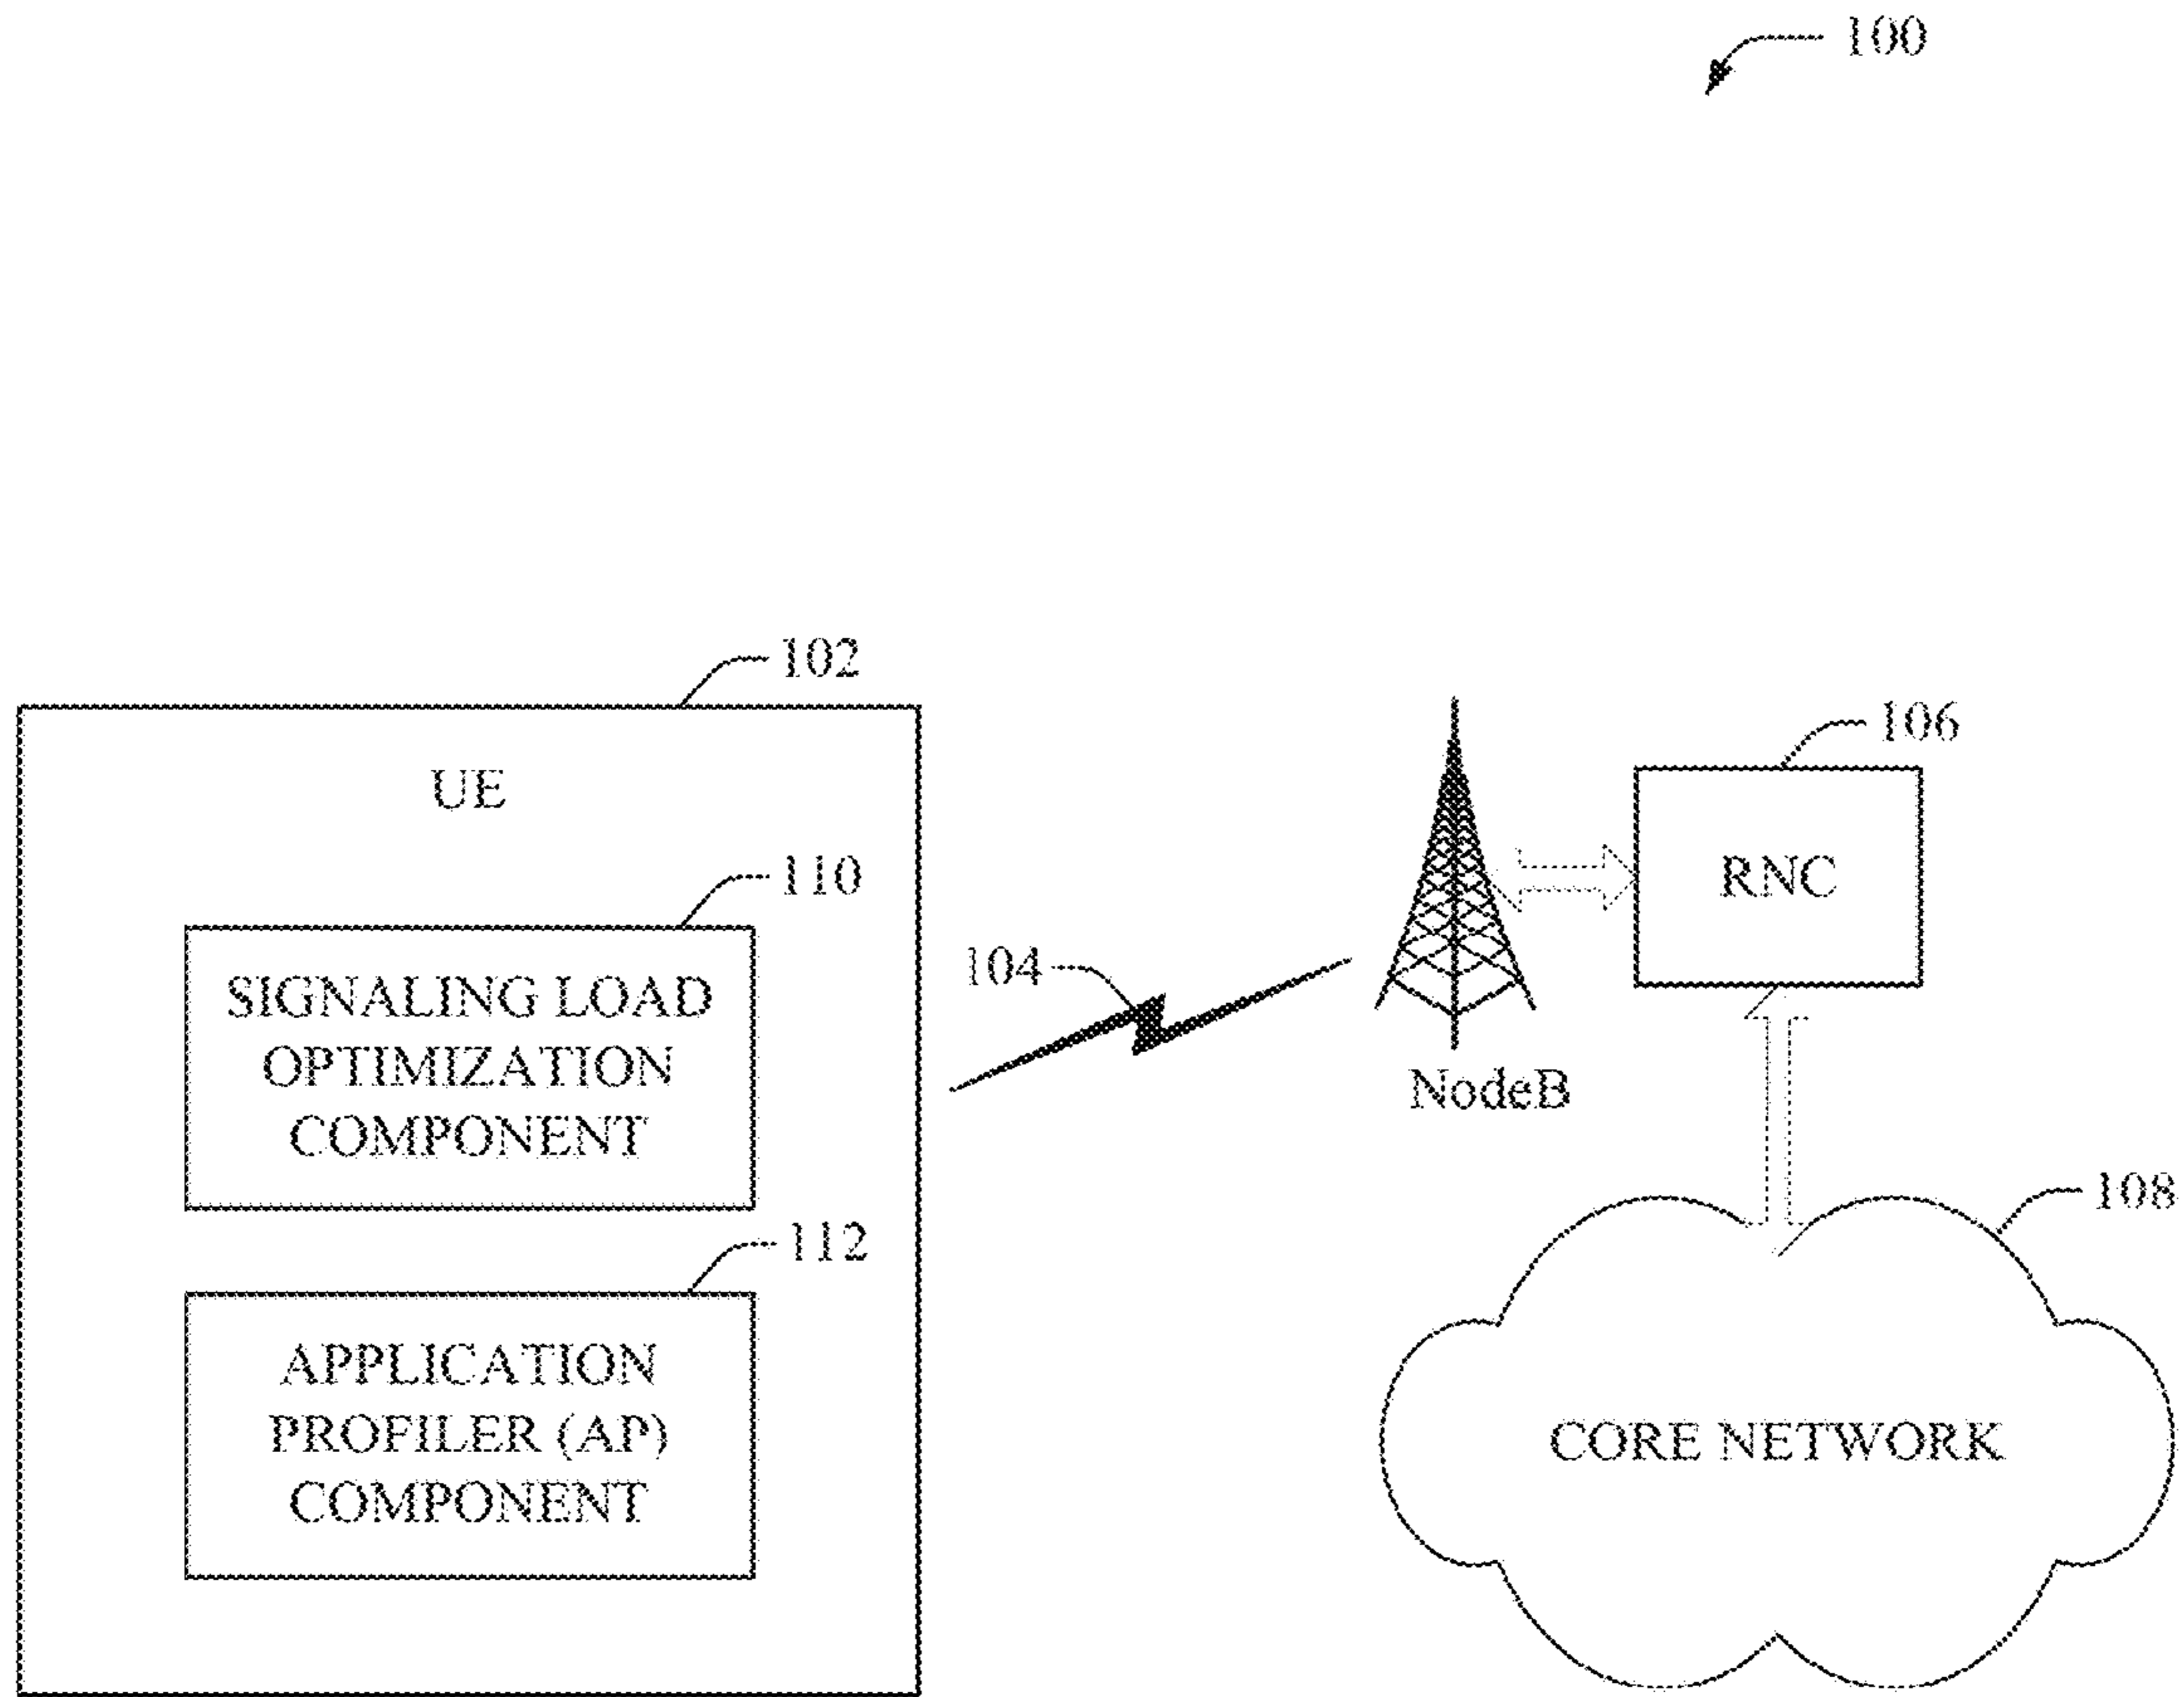 100
102
UE
110
SIGNALING LOAD
OPTIMIZATION
COMPONENT
112
APPLICATION
PROFILER (AP)
COMPONENT
104
NodeB
106
RNC
108
CORE NETWORK